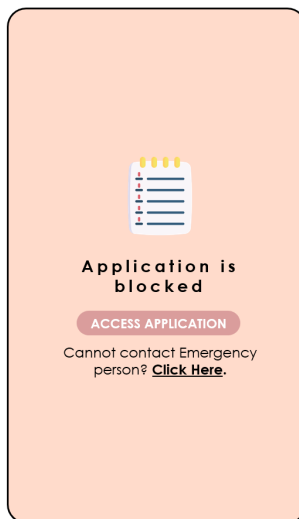 Application is
blocked
ACCESS APPLICATION
Cannot contact Emergency
person? Click Here.